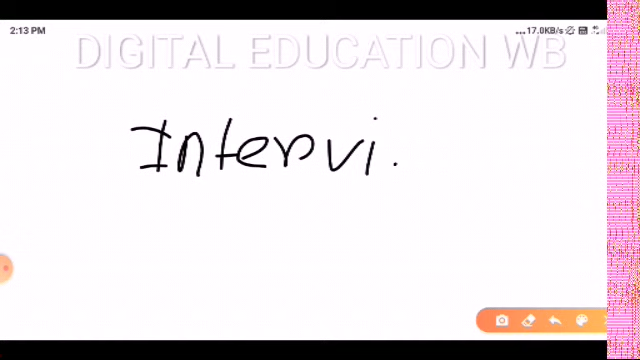 2:13 PM ...17.0KB/s
DIGITAL EDUCATION WB
Intervi.